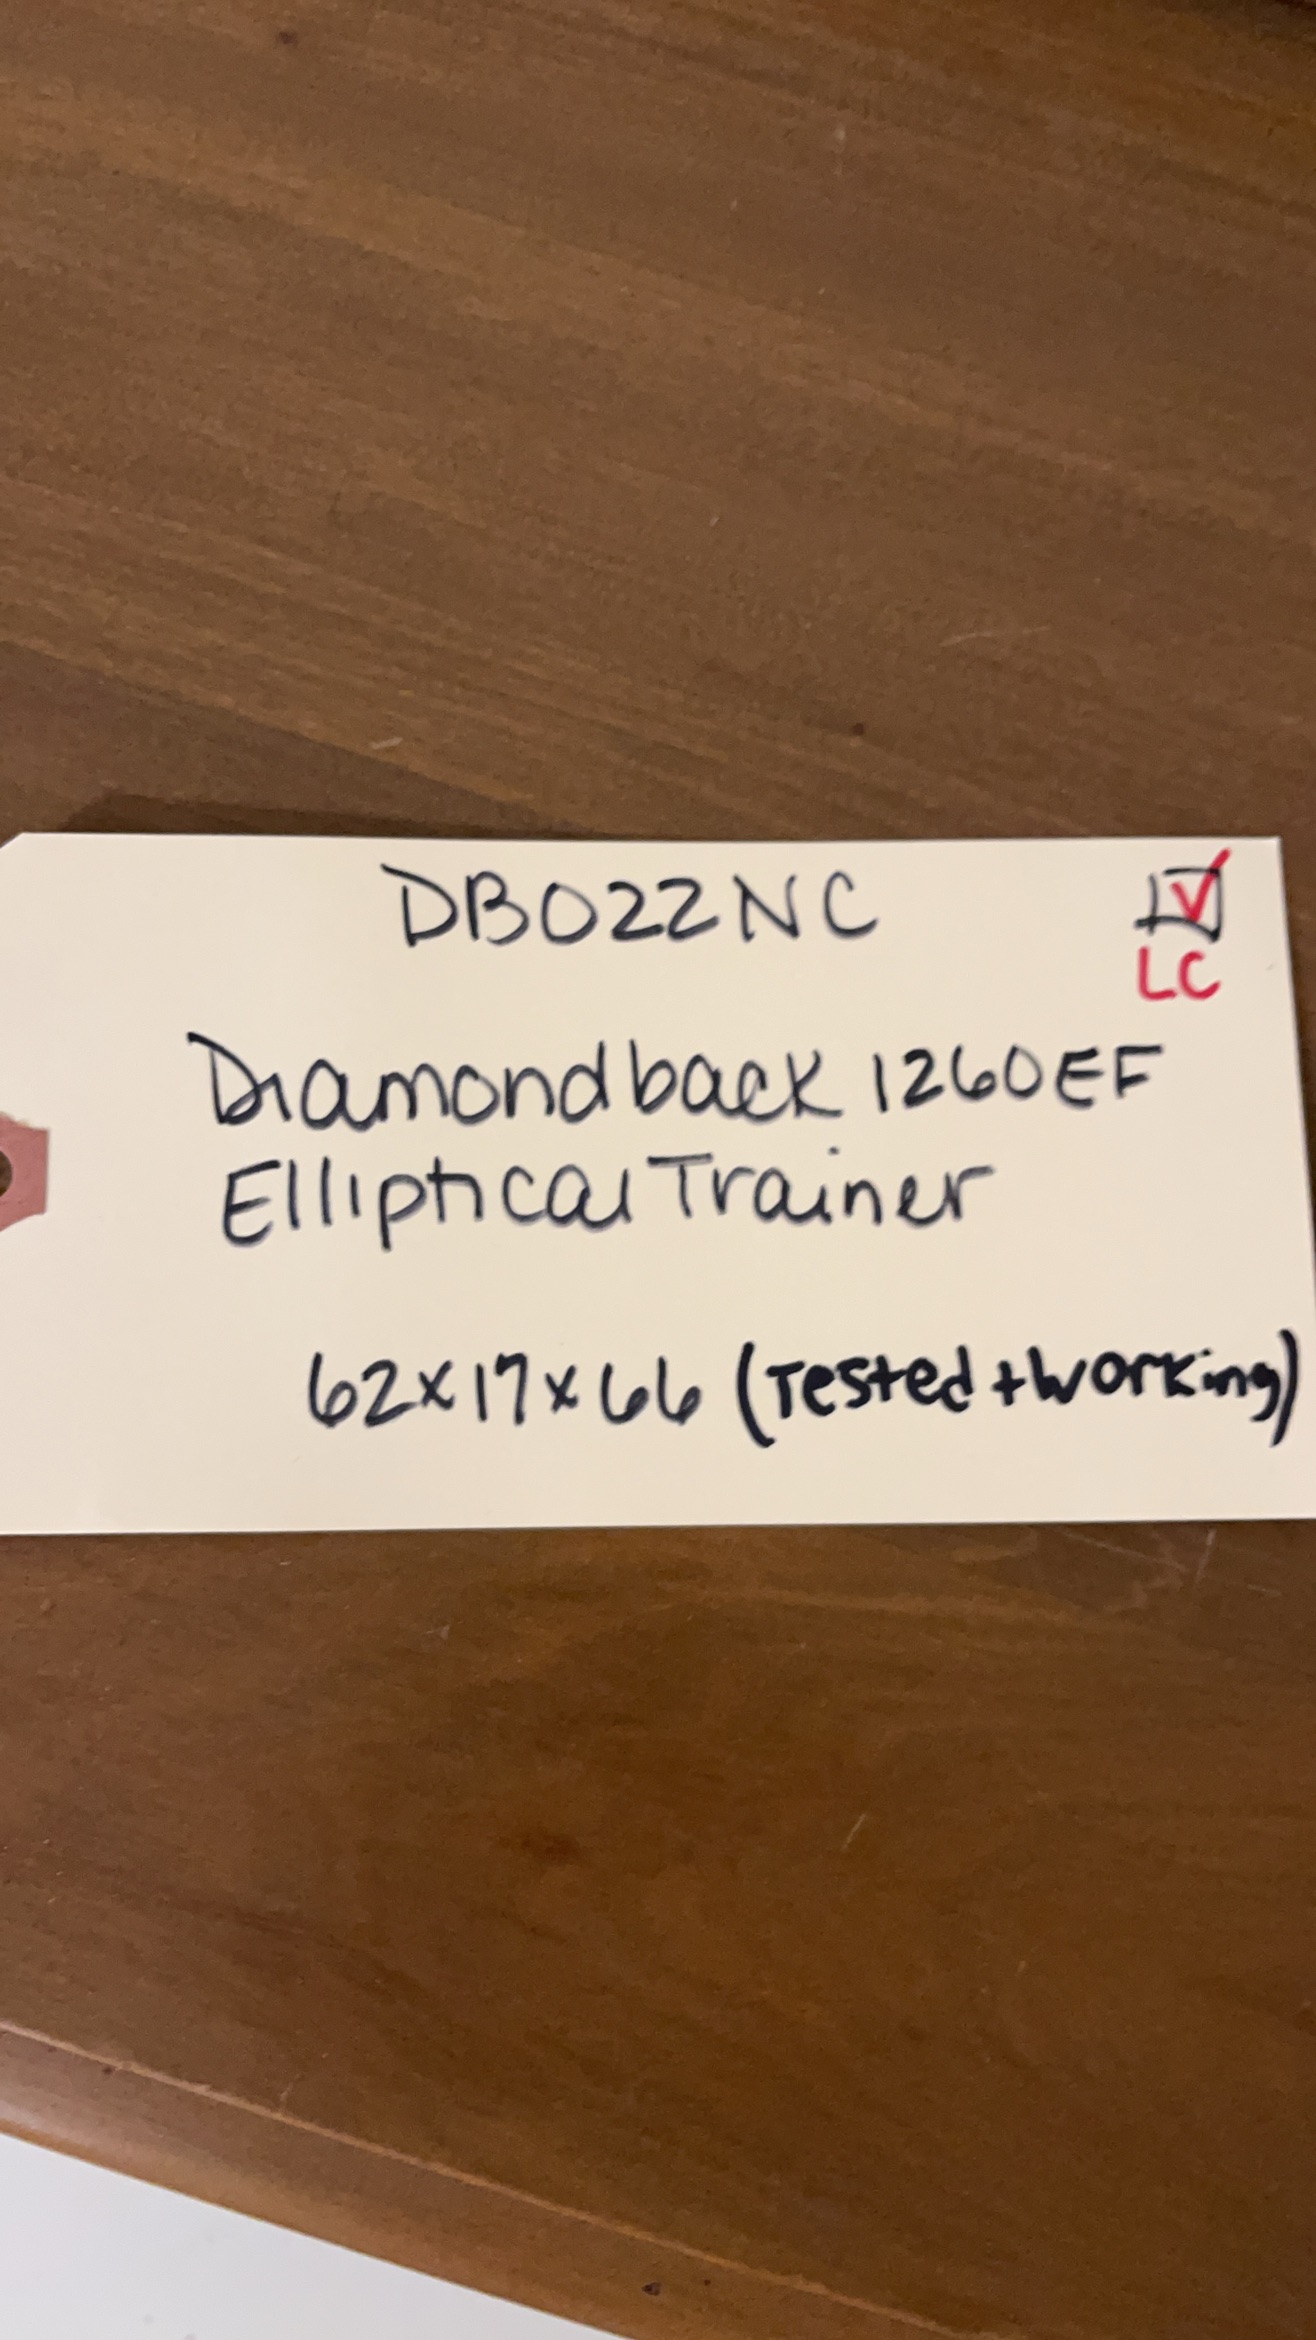 DB022NC
LC
Diamondback 1260EF
Elliptical Trainer
62x17x66 (Tested + Working)